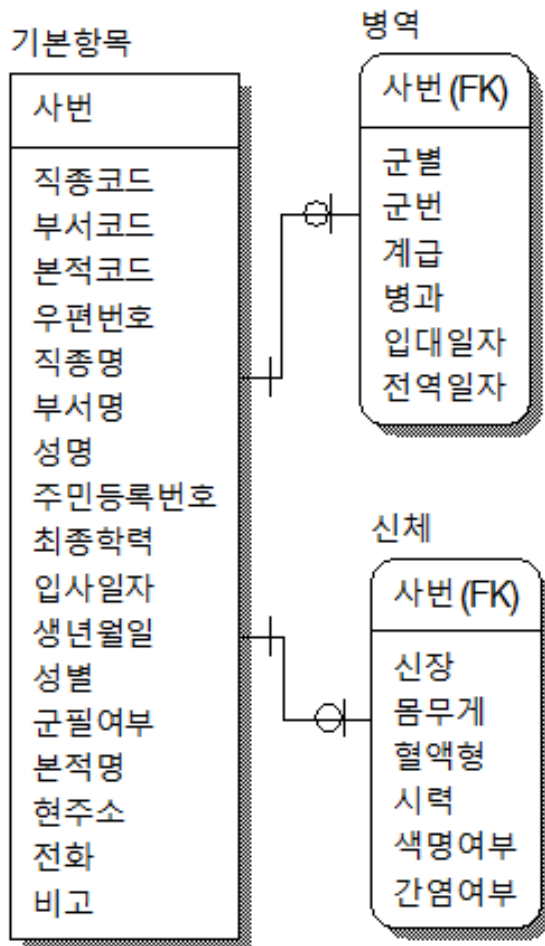 기본항목
사번
직종코드
부서코드
본적코드
우편번호
직종명
부서명
성명
주민등록번호
최종학력
입사일자
생년월일
성별
군필여부
본적명
현주소
전화
비고
병역
사번(FK)
군별
군번
계급
병과
입대일자
전역일자
신체
사번(FK)
신장
몸무게
혈액형
시력
색명여부
간염여부